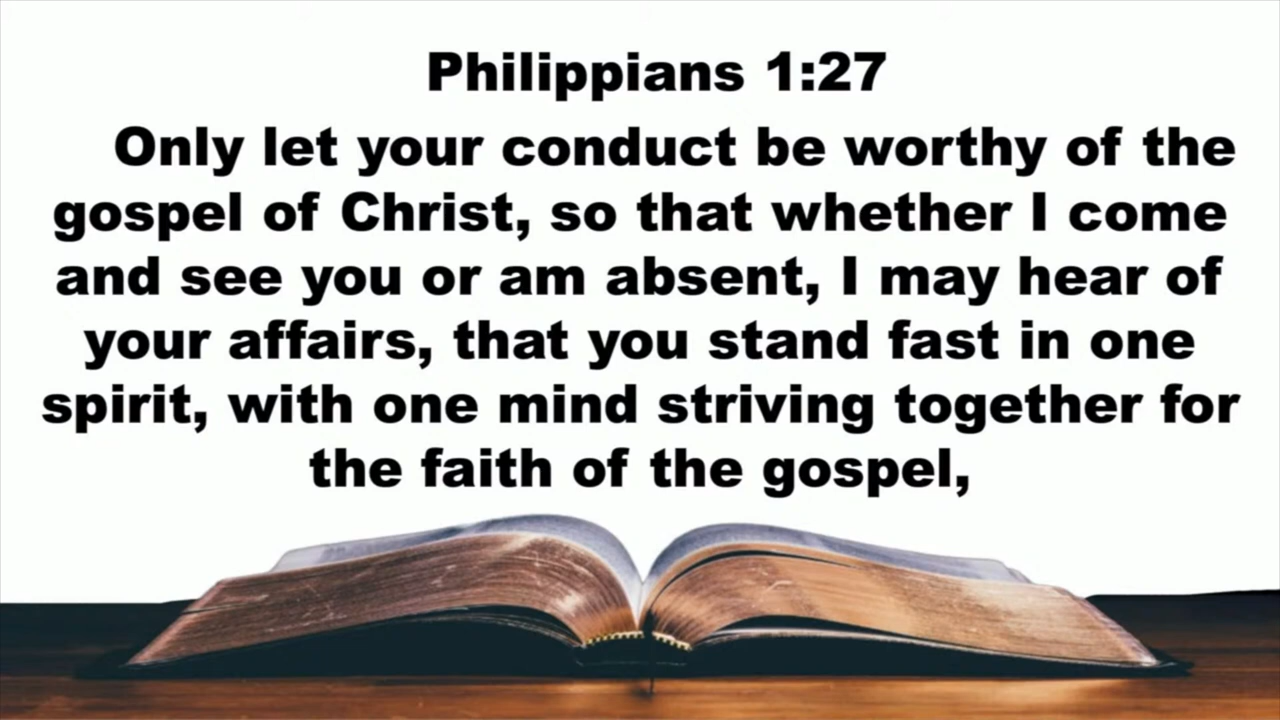 Philippians 1:27
Only let your conduct be worthy of the
gospel of Christ, so that whether I come
and see you or am absent, I may hear of
your affairs, that you stand fast in one
spirit, with one mind striving together for
the faith of the gospel,